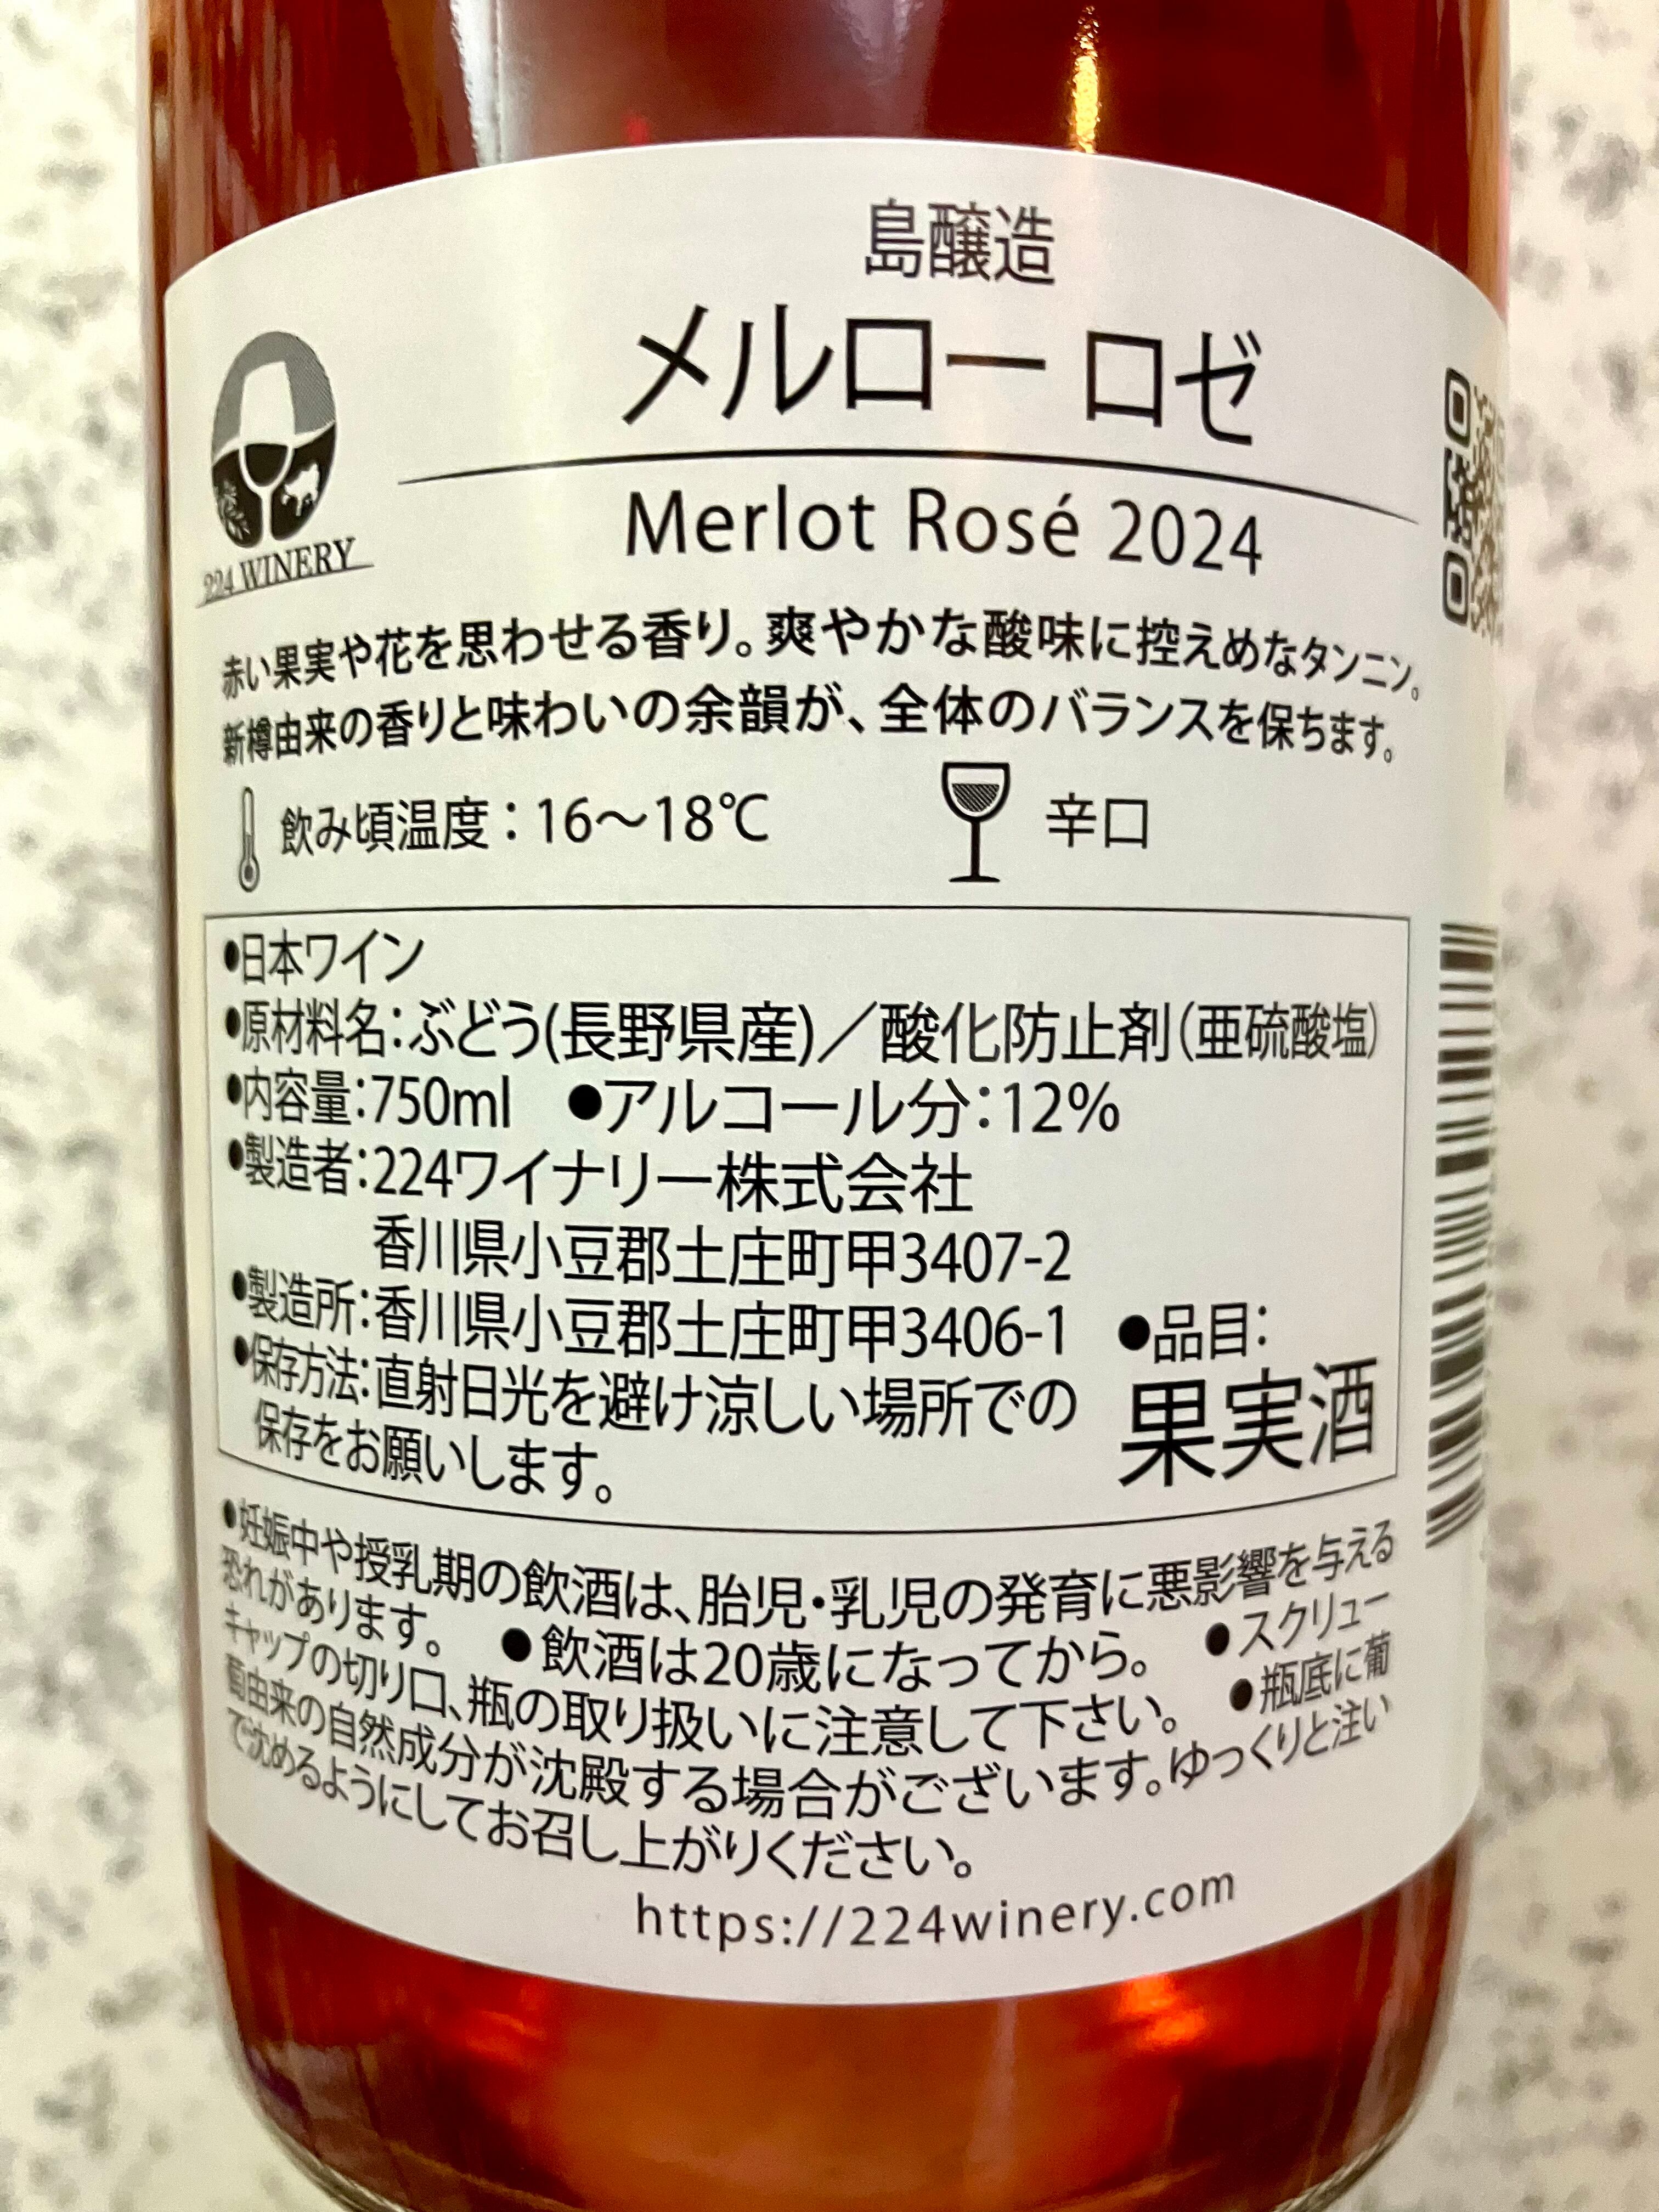 島醸造
メルロー ロゼ
Merlot Rosé 2024
224 WINERY
赤い果実や花を思わせる香り。爽やかな酸味に控えめなタンニン。
新樽由来の香りと味わいの余韻が、全体のバランスを保ちます。
飲み頃温度：16〜18℃ 辛口
●日本ワイン
●原材料名：ぶどう(長野県産)／酸化防止剤（亜硫酸塩）
●内容量：750ml ●アルコール分：12%
●製造者：224ワイナリー株式会社
香川県小豆郡土庄町甲3407-2
●製造所：香川県小豆郡土庄町甲3406-1 ●品目：
果実酒
●保存方法：直射日光を避け涼しい場所での
保存をお願いします。
●妊娠中や授乳期の飲酒は、胎児・乳児の発育に悪影響を与える
恐れがあります。 ●飲酒は20歳になってから。 ●スクリュー
キャップの切り口、瓶の取り扱いに注意して下さい。 ●瓶底に葡
萄由来の自然成分が沈殿する場合がございます。ゆっくりと注い
で沈めるようにしてお召し上がりください。
https://224winery.com